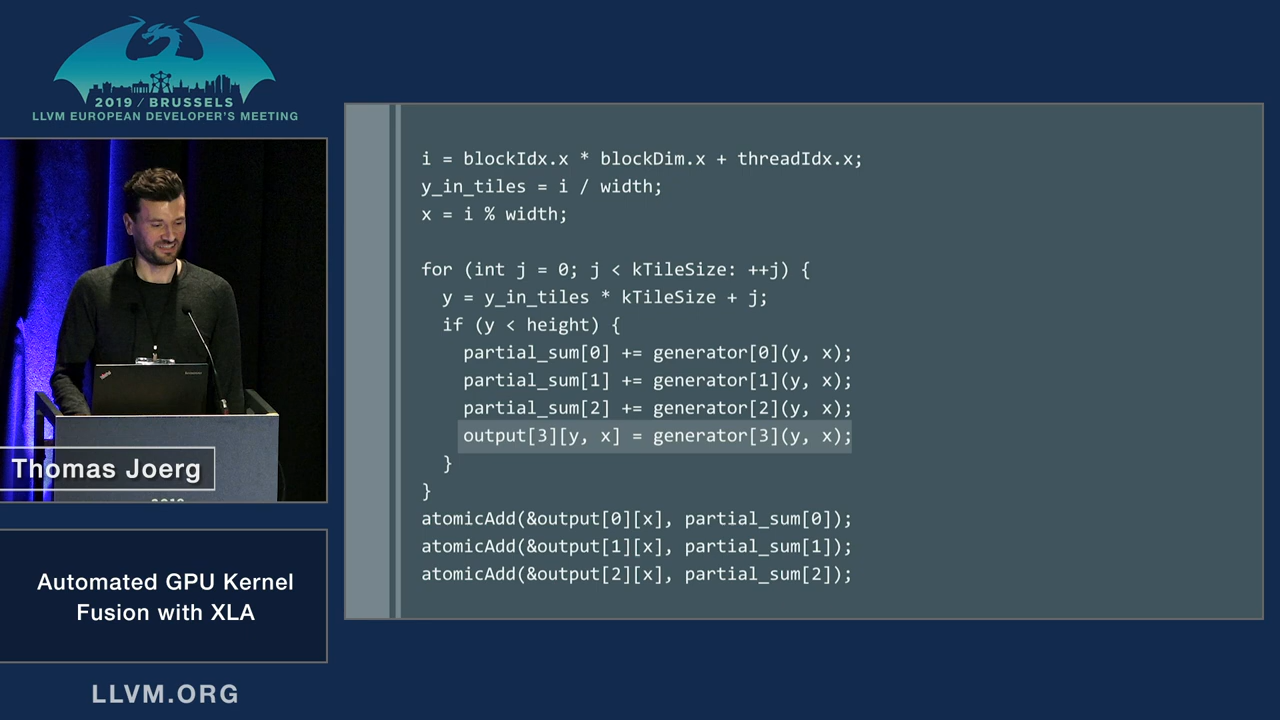 2019 / BRUSSELS
LLVM EUROPEAN DEVELOPER'S MEETING
i = blockIdx.x * blockDim.x + threadIdx.x;
y_in_tiles = i / width;
x = i % width;
for (int j = 0; j < kTileSize: ++j) {
y = y_in_tiles * kTileSize + j;
if (y < height) {
partial_sum[0] += generator[0](y, x);
partial_sum[1] += generator[1](y, x);
partial_sum[2] += generator[2](y, x);
output[3][y, x] = generator[3](y, x);
}
}
atomicAdd(&output[0][x], partial_sum[0]);
atomicAdd(&output[1][x], partial_sum[1]);
atomicAdd(&output[2][x], partial_sum[2]);
Thomas Joerg
Automated GPU Kernel
Fusion with XLA
LLVM.ORG